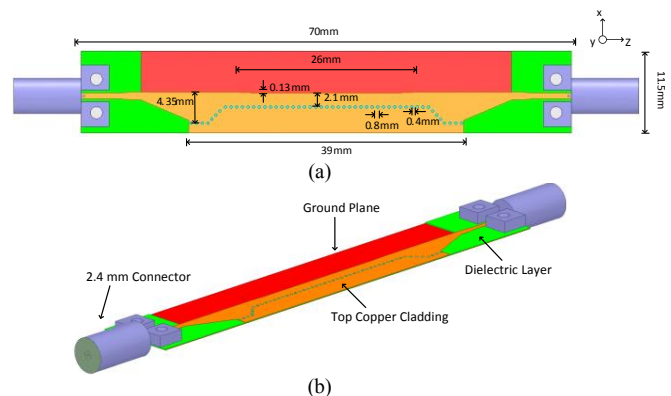 70mm
x
y
Z
26mm
0.13mm
4.35mm
2.1mm
11.5mm
0.8mm
0.4mm
39mm
(a)
Ground Plane
2.4 mm Connector
Dielectric Layer
Top Copper Cladding
(b)